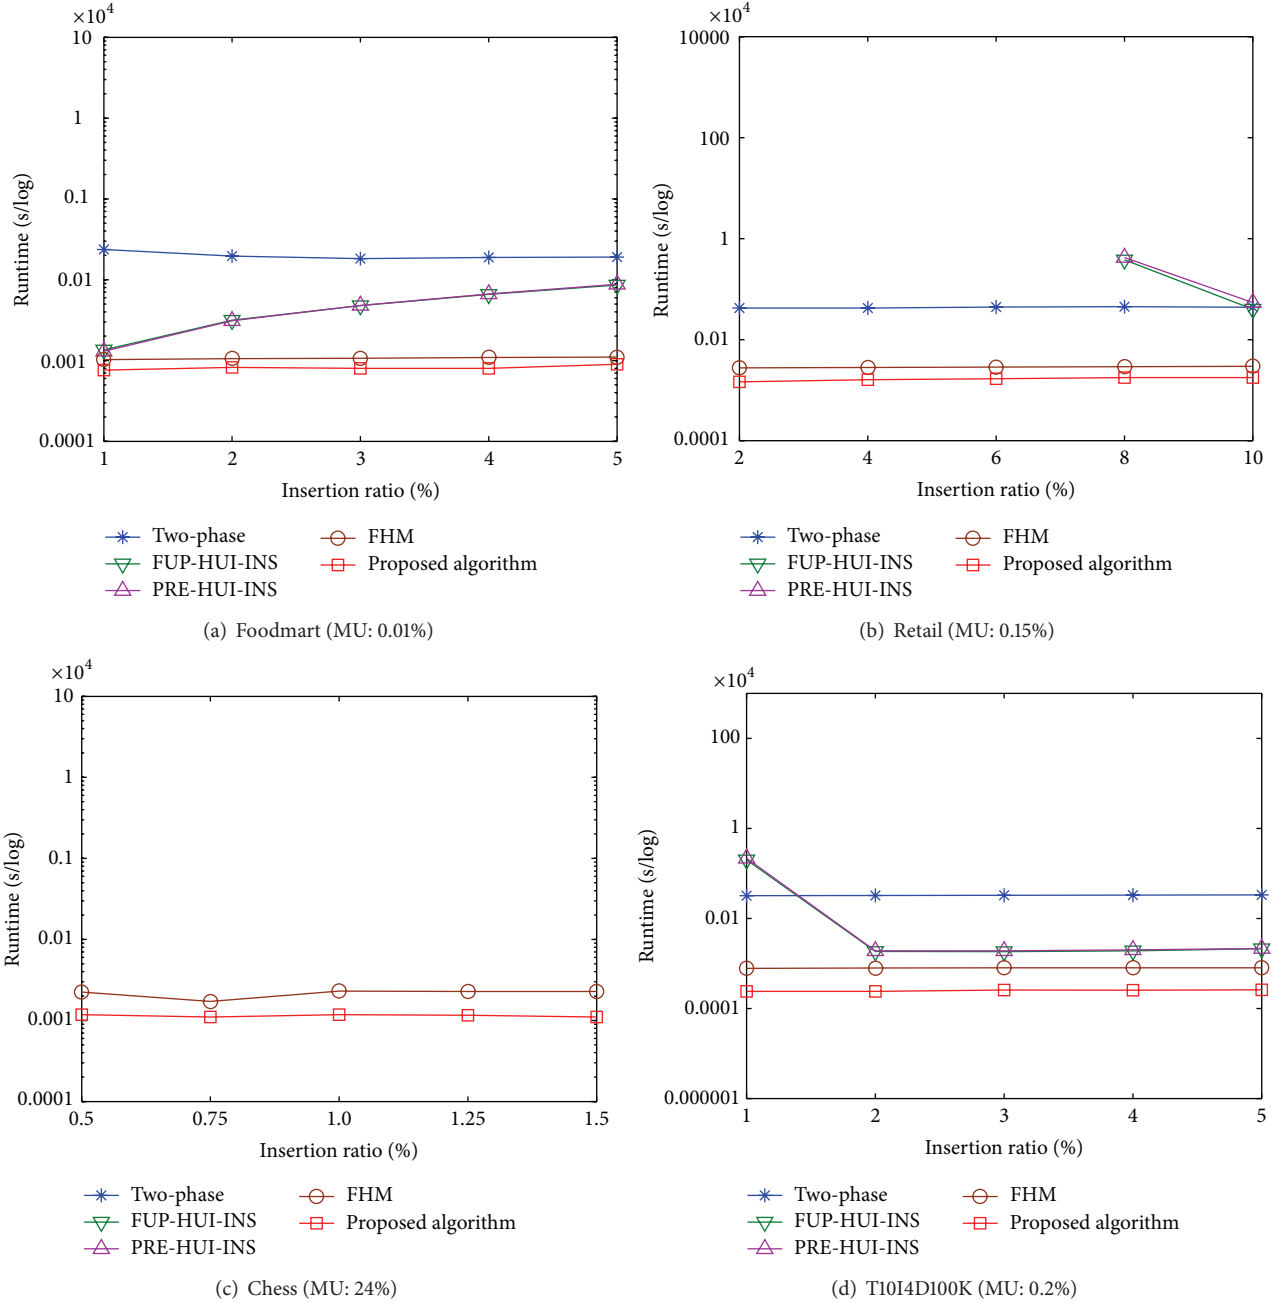 ×10⁴
10
1
0.1
0.01
0.001
0.0001
Runtime (s/log)
1 2 3 4 5
Insertion ratio (%)
Two-phase
FUP-HUI-INS
PRE-HUI-INS
FHM
Proposed algorithm
(a) Foodmart (MU: 0.01%)
×10⁴
10000
100
1
0.01
0.0001
Runtime (s/log)
2 4 6 8 10
Insertion ratio (%)
Two-phase
FUP-HUI-INS
PRE-HUI-INS
FHM
Proposed algorithm
(b) Retail (MU: 0.15%)
×10⁴
10
1
0.1
0.01
0.001
0.0001
Runtime (s/log)
0.5 0.75 1.0 1.25 1.5
Insertion ratio (%)
Two-phase
FUP-HUI-INS
PRE-HUI-INS
FHM
Proposed algorithm
(c) Chess (MU: 24%)
×10⁴
100
1
0.01
0.0001
0.000001
Runtime (s/log)
1 2 3 4 5
Insertion ratio (%)
Two-phase
FUP-HUI-INS
PRE-HUI-INS
FHM
Proposed algorithm
(d) T10I4D100K (MU: 0.2%)